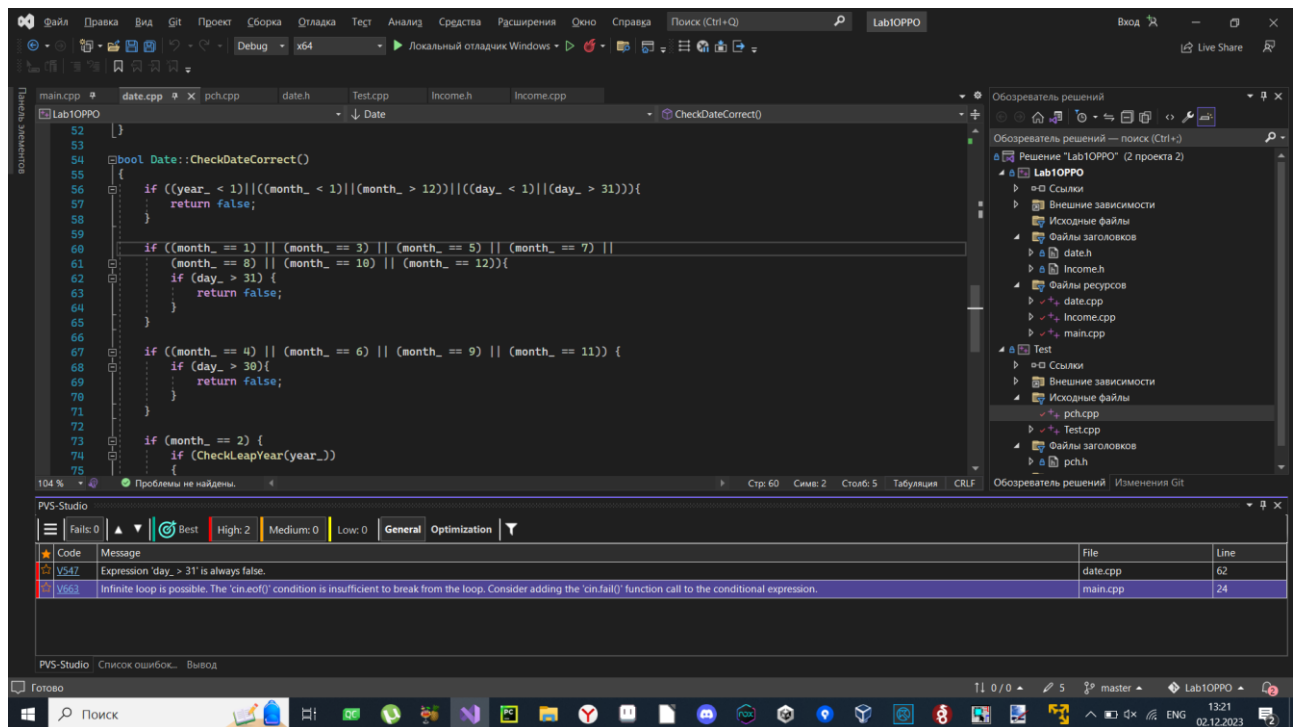 Файл Правка Вид Git Проект Сборка Отладка Тест Анализ Средства Расширения Окно Справка Поиск (Ctrl+Q) Lab1OPPO Вход
Debug x64 Локальный отладчик Windows Live Share
Панель элементов
main.cpp date.cpp pch.cpp date.h Test.cpp Income.h Income.cpp
Lab1OPPO Date CheckDateCorrect()
52 }
53
54 bool Date::CheckDateCorrect()
55 {
56 if ((year_ < 1)||((month_ < 1)||(month_ > 12))||((day_ < 1)||(day_ > 31))){
57 return false;
58 }
59
60 if ((month_ == 1) || (month_ == 3) || (month_ == 5) || (month_ == 7) ||
61 (month_ == 8) || (month_ == 10) || (month_ == 12)){
62 if (day_ > 31) {
63 return false;
64 }
65 }
66
67 if ((month_ == 4) || (month_ == 6) || (month_ == 9) || (month_ == 11)) {
68 if (day_ > 30){
69 return false;
70 }
71 }
72
73 if (month_ == 2) {
74 if (CheckLeapYear(year_))
75 {
104 % Проблемы не найдены. Стр: 60 Симв: 2 Столб: 5 Табуляция CRLF
Обозреватель решений
Обозреватель решений — поиск (Ctrl+;)
Решение "Lab1OPPO" (2 проекта 2)
Lab1OPPO
Ссылки
Внешние зависимости
Исходные файлы
Файлы заголовков
date.h
Income.h
Файлы ресурсов
date.cpp
Income.cpp
main.cpp
Test
Ссылки
Внешние зависимости
Исходные файлы
pch.cpp
Test.cpp
Файлы заголовков
pch.h
Обозреватель решений Изменения Git
PVS-Studio
Fails: 0 Best High: 2 Medium: 0 Low: 0 General Optimization
Code Message File Line
V547 Expression 'day_ > 31' is always false. date.cpp 62
V663 Infinite loop is possible. The 'cin.eof()' condition is insufficient to break from the loop. Consider adding the 'cin.fail()' function call to the conditional expression. main.cpp 24
PVS-Studio Список ошибок... Вывод
Готово 0 / 0 5 master Lab1OPPO 2
Поиск QC PC ENG 13:21
02.12.2023 2